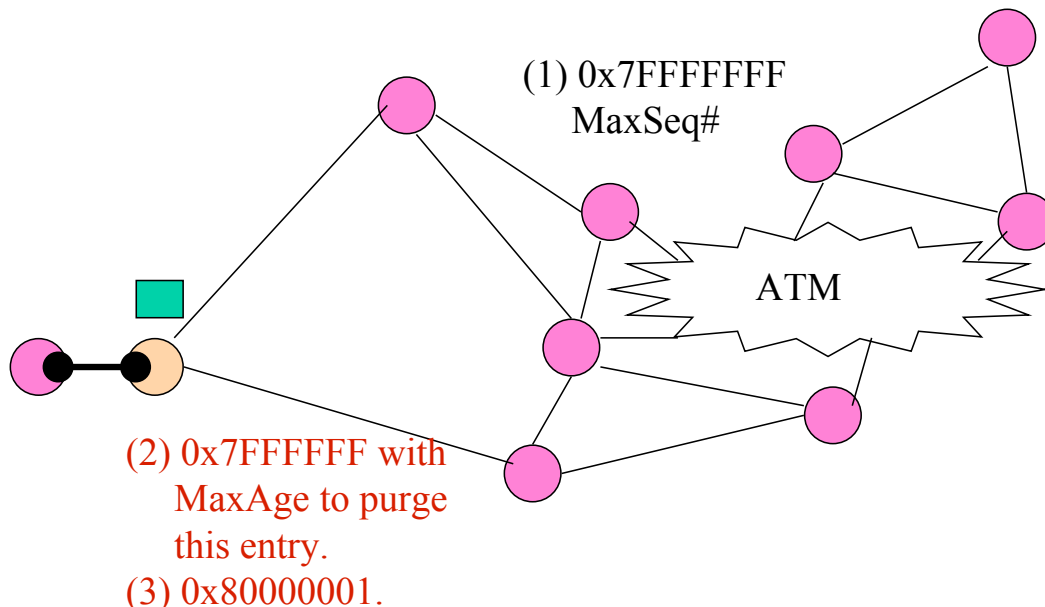 (1) 0x7FFFFFFF
MaxSeq#
ATM
(2) 0x7FFFFFF with
MaxAge to purge
this entry.
(3) 0x80000001.